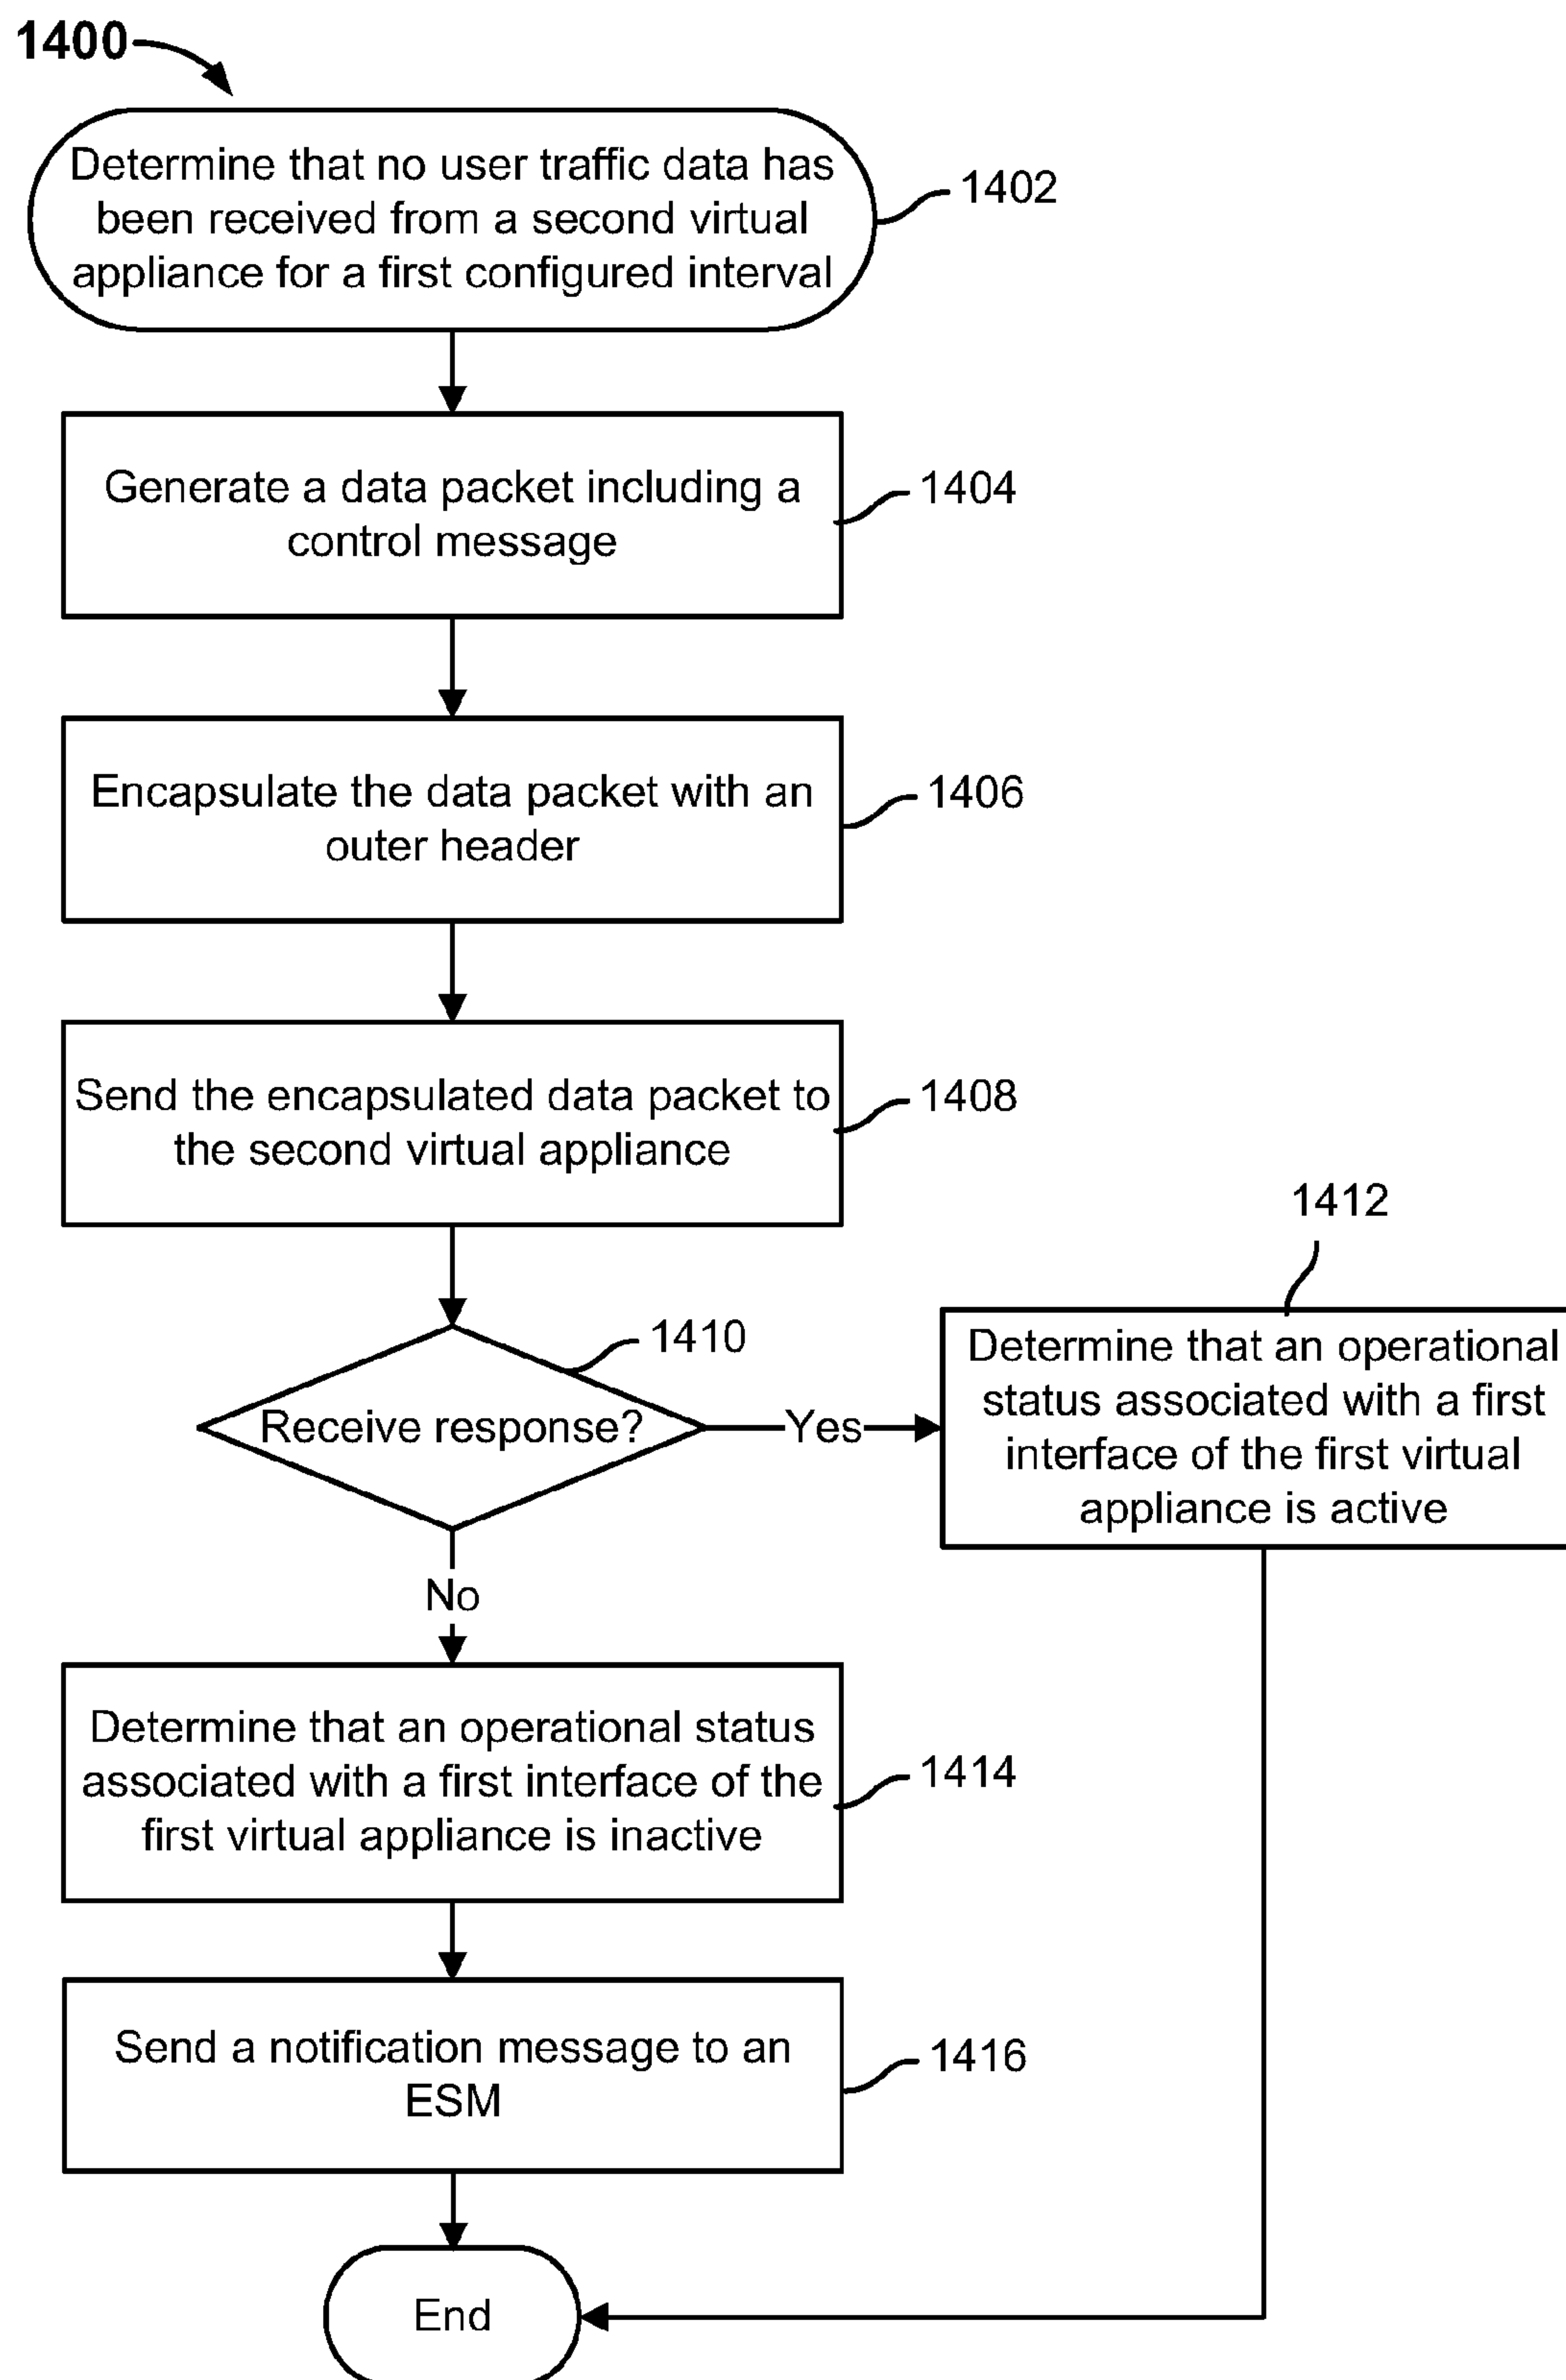 1400
Determine that no user traffic data has
been received from a second virtual
appliance for a first configured interval
1402
Generate a data packet including a
control message
1404
Encapsulate the data packet with an
outer header
1406
Send the encapsulated data packet to
the second virtual appliance
1408
Receive response?
1410
Yes
1412
Determine that an operational
status associated with a first
interface of the first virtual
appliance is active
No
Determine that an operational status
associated with a first interface of the
first virtual appliance is inactive
1414
Send a notification message to an
ESM
1416
End